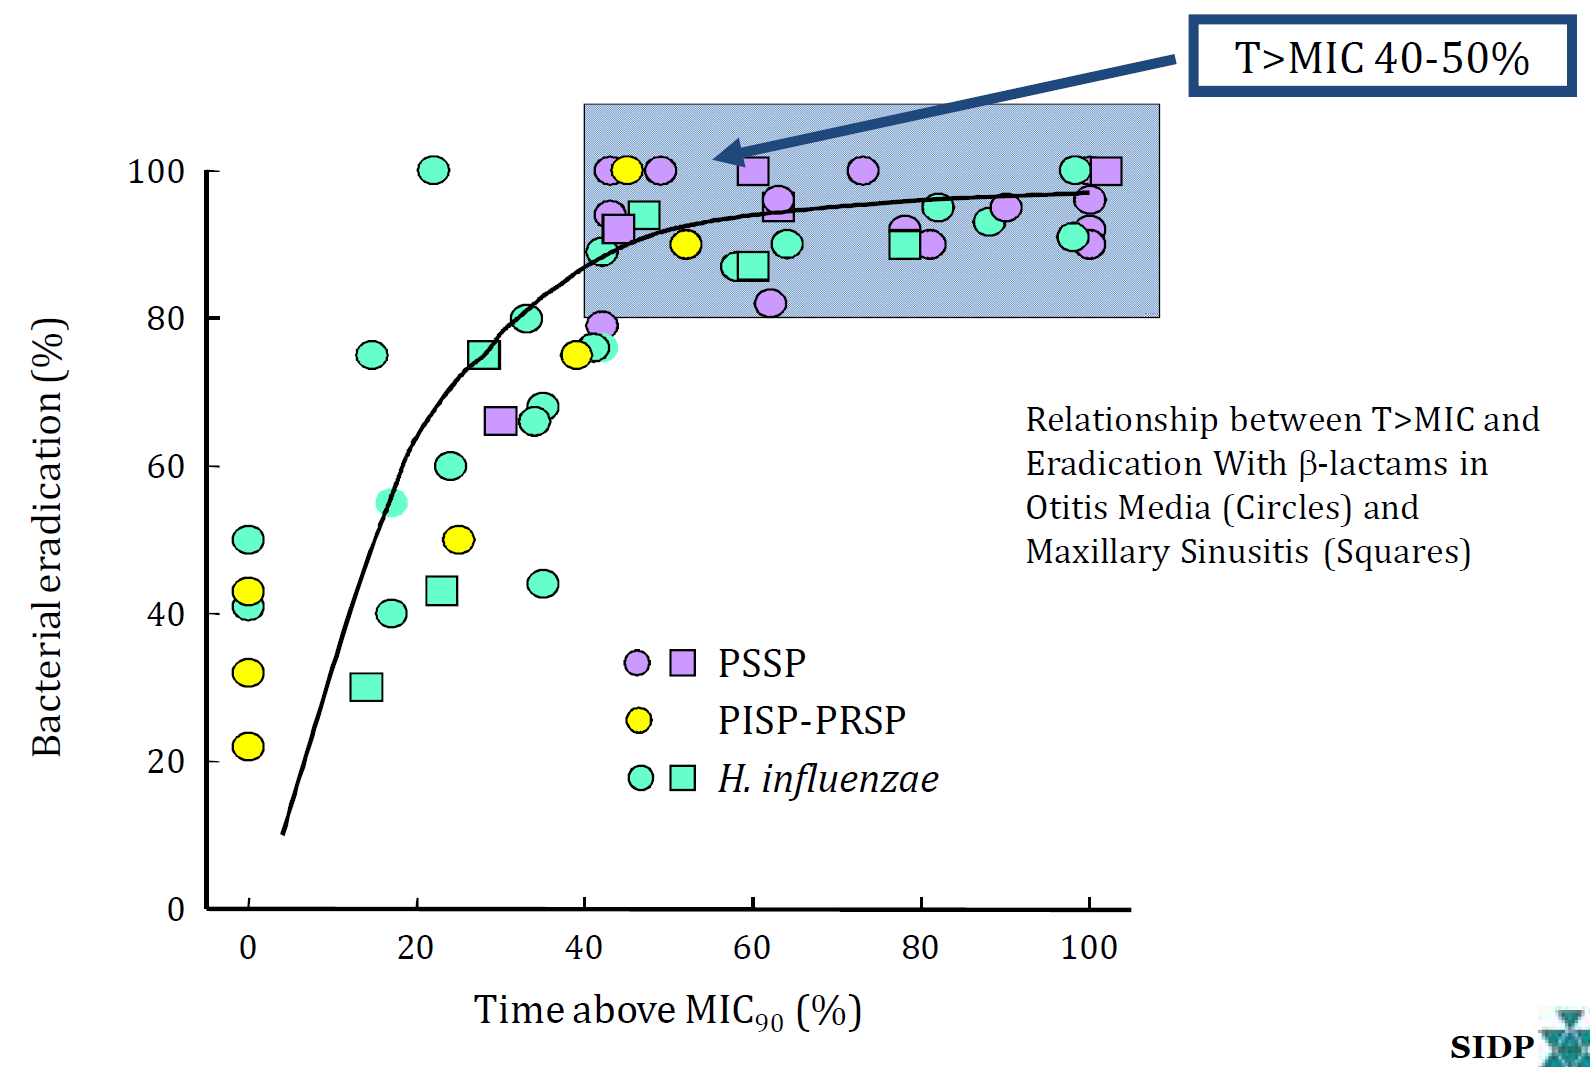 T>MIC 40-50%
100
80
60
40
20
0
Bacterial eradication (%)
Relationship between T>MIC and
Eradication With β-lactams in
Otitis Media (Circles) and
Maxillary Sinusitis (Squares)
PSSP
PISP-PRSP
H. influenzae
0 20 40 60 80 100
Time above MIC₉₀ (%)
SIDP